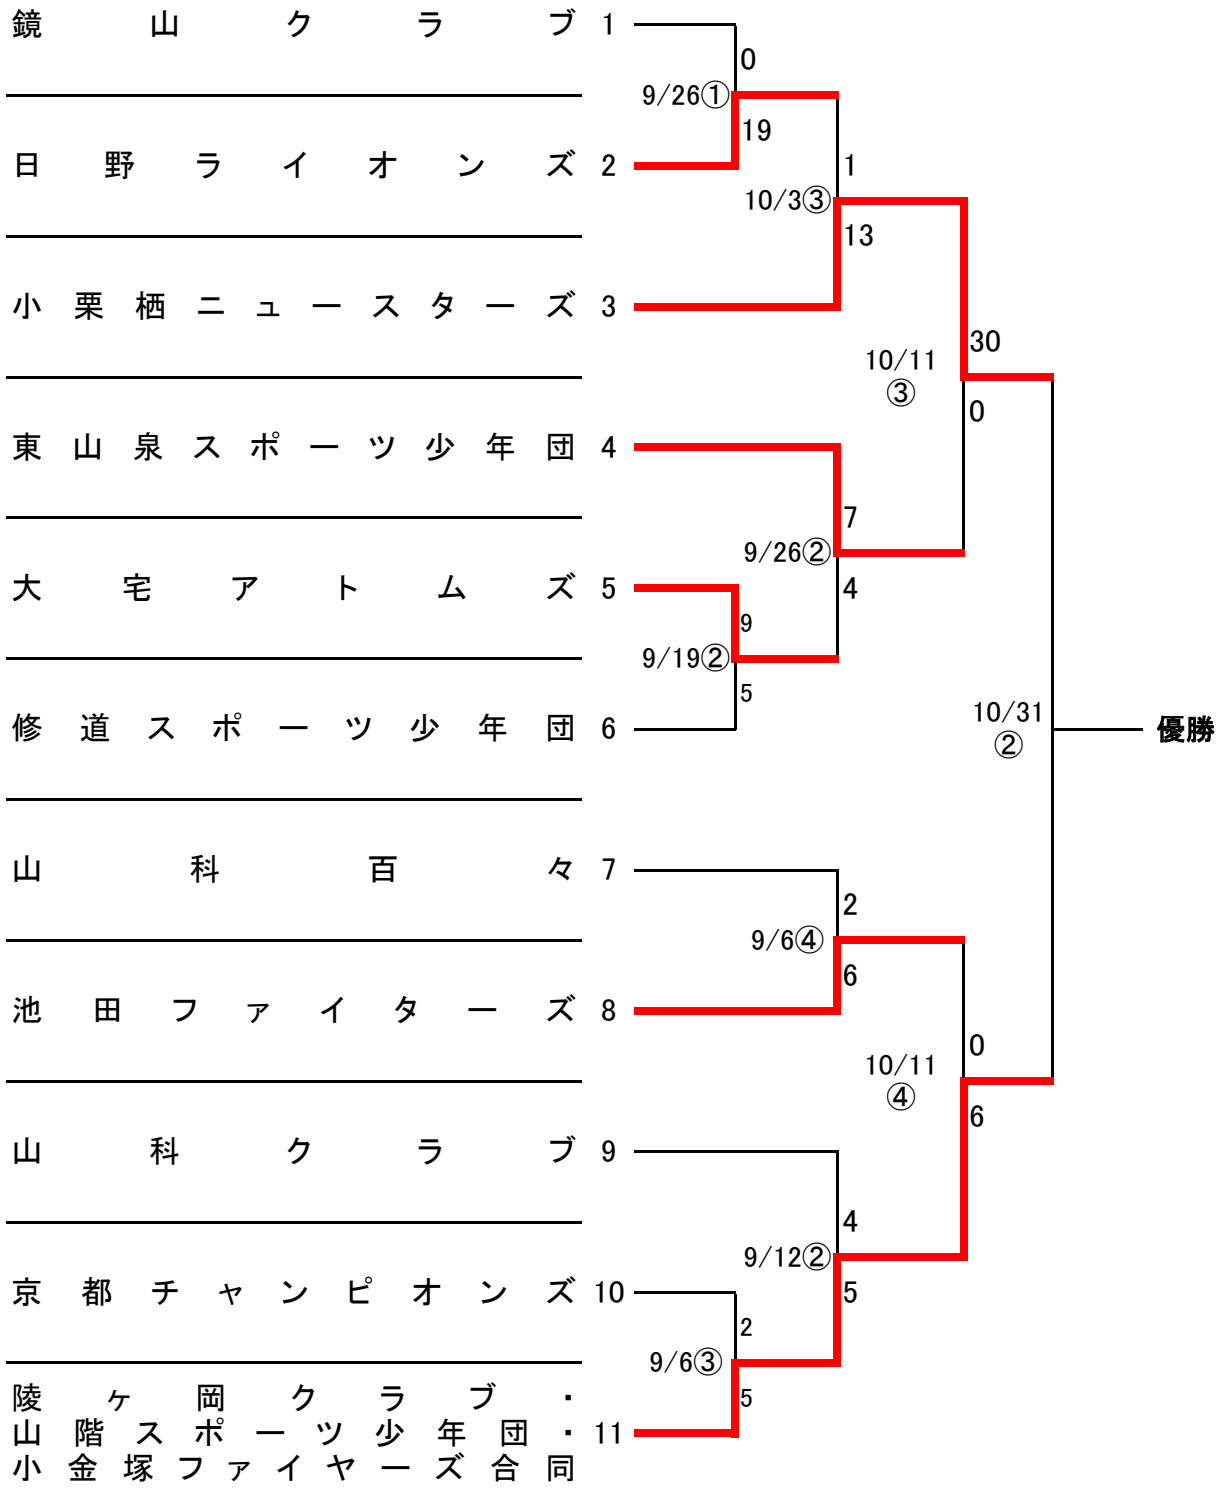 鏡山クラブ 1
0
9/26①
19
日野ライオンズ 2
1
10/3③
13
小栗栖ニュースターズ 3
30
10/11
③
0
東山泉スポーツ少年団 4
7
9/26②
4
大宅アトムズ 5
9
9/19②
5
修道スポーツ少年団 6
10/31
②
優勝
山科百々 7
2
9/6④
6
池田ファイターズ 8
0
10/11
④
6
山科クラブ 9
4
9/12②
5
京都チャンピオンズ 10
2
9/6③
5
陵ヶ岡クラブ・
山階スポーツ少年団・ 11
小金塚ファイヤーズ合同